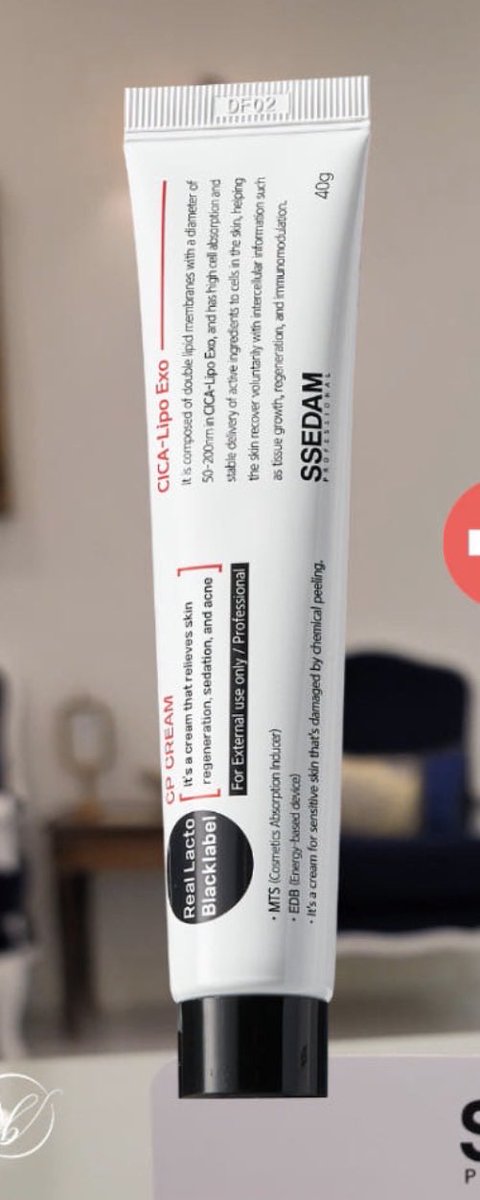 DF02
Real Lacto
Blacklabel
CP CREAM
It's a cream that relieves skin
regeneration, sedation, and acne
For External use only / Professional
• MTS (Cosmetics Absorption Inducer)
• EDB (Energy-based device)
• It's a cream for sensitive skin that's damaged by chemical peeling.
CICA-Lipo Exo
It is composed of double lipid membranes with a diameter of
50-200nm in CICA-Lipo Exo, and has high cell absorption and
stable delivery of active ingredients to cells in the skin, helping
the skin recover voluntarily with intercellular information such
as tissue growth, regeneration, and immunomodulation.
SSEDAM
PROFESSIONAL
40g
S
P